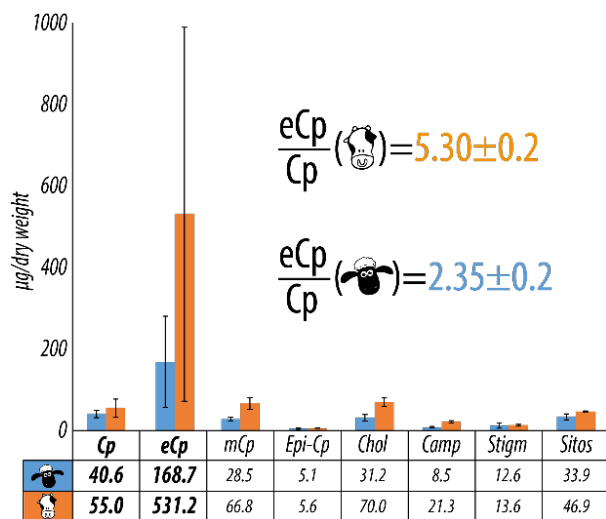 1000
800
600
400
200
0
µg/dry weight
eCp
Cp
( )=5.30±0.2
eCp
Cp
( )=2.35±0.2
Cp eCp mCp Epi-Cp Chol Camp Stigm Sitos
40.6 168.7 28.5 5.1 31.2 8.5 12.6 33.9
55.0 531.2 66.8 5.6 70.0 21.3 13.6 46.9